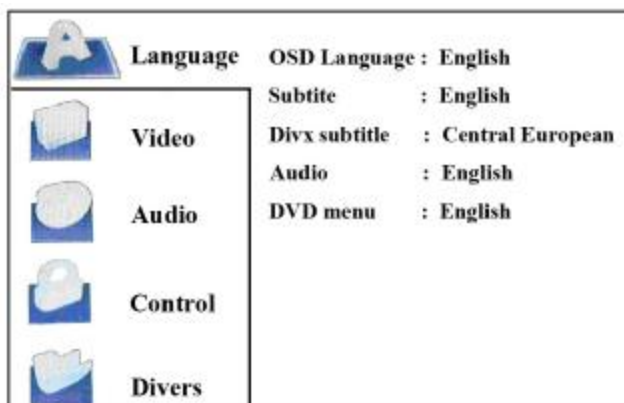 Language
OSD Language : English
Subtite : English
Divx subtitle : Central European
Audio : English
DVD menu : English
Video
Audio
Control
Divers